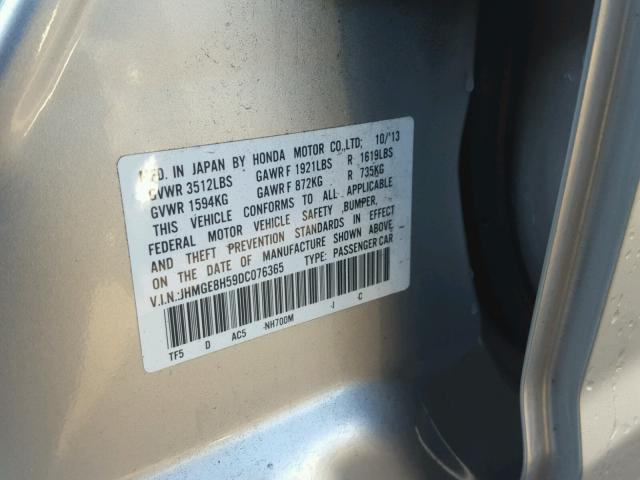 MFD. IN JAPAN BY HONDA MOTOR CO.,LTD; 10/'13
GVWR 3512LBS GAWR F 1921LBS R 1619LBS
GVWR 1594KG GAWR F 872KG R 735KG
THIS VEHICLE CONFORMS TO ALL APPLICABLE
FEDERAL MOTOR VEHICLE SAFETY ,BUMPER,
AND THEFT PREVENTION STANDARDS IN EFFECT
ON THE DATE OF MANUFACTURE SHOWN ABOVE.
V.I.N.:JHMGE8H59DC076365 TYPE: PASSENGER CAR
TF5 D AC5 -NH700M -I -C